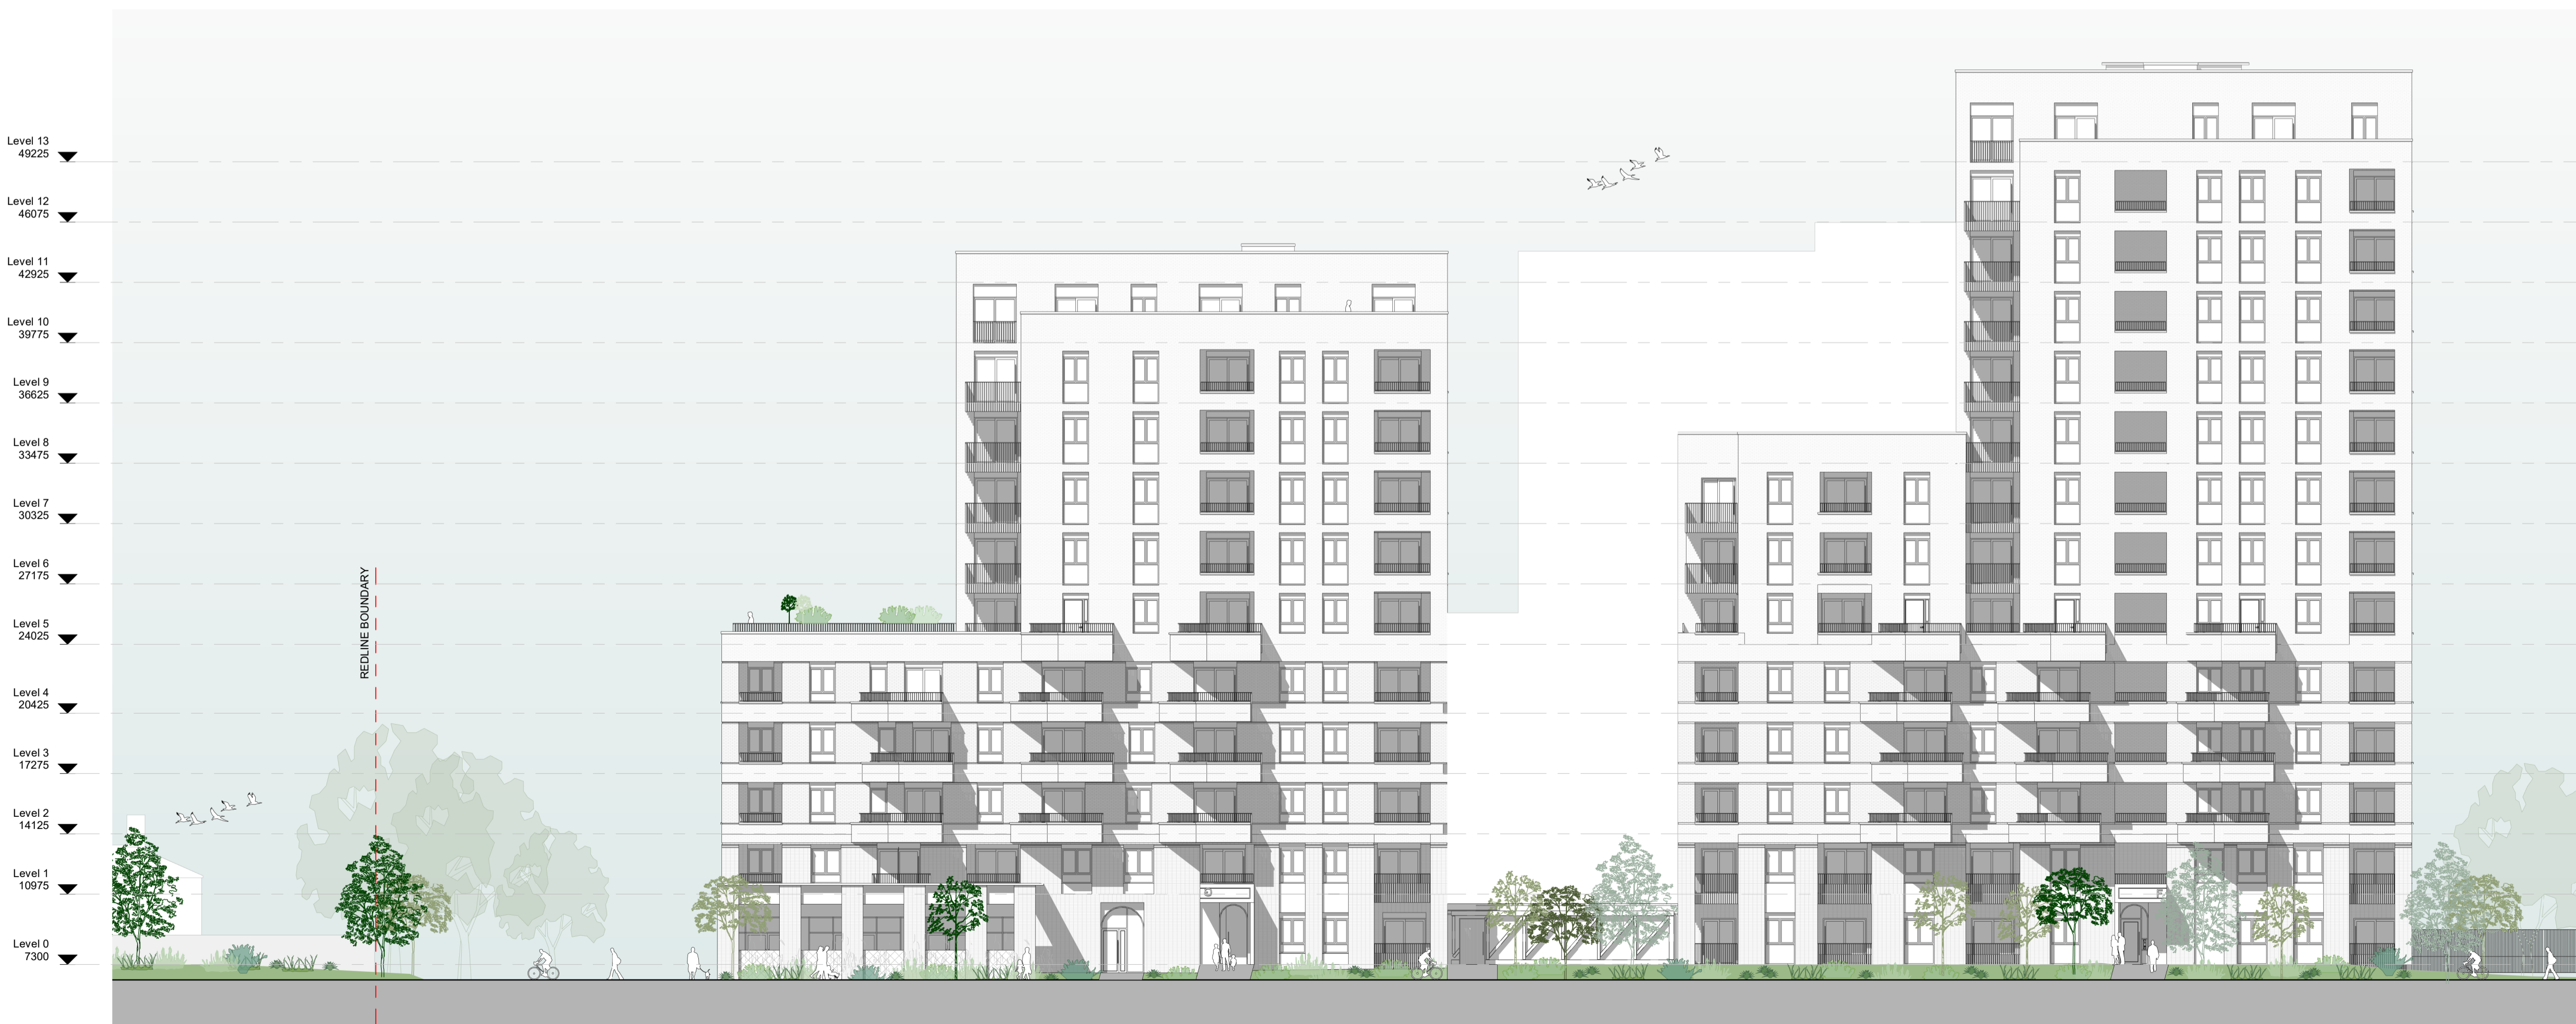 Level 13
49225
Level 12
46075
Level 11
42925
Level 10
39775
Level 9
36625
Level 8
33475
Level 7
30325
Level 6
27175
Level 5
24025
Level 4
20425
Level 3
17275
Level 2
14125
Level 1
10975
Level 0
7300
REDLINE BOUNDARY